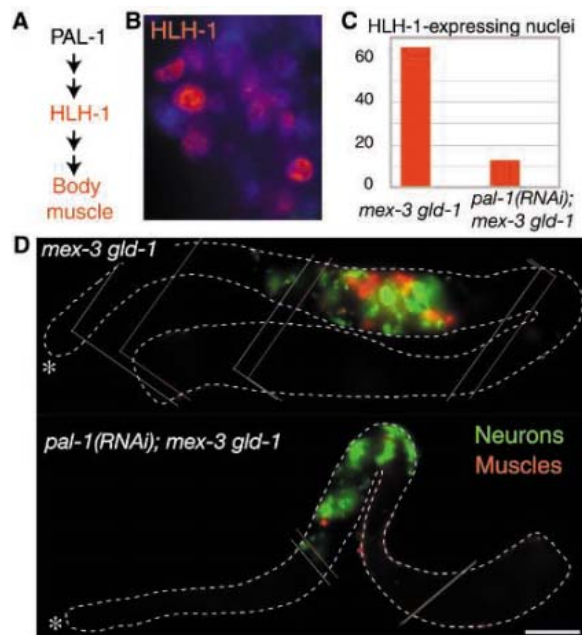 A
PAL-1
HLH-1
Body
muscle
B
HLH-1
C
HLH-1-expressing nuclei
60
40
20
0
mex-3 gld-1
pal-1(RNAi);
mex-3 gld-1
D
mex-3 gld-1
*
pal-1(RNAi); mex-3 gld-1
Neurons
Muscles
*